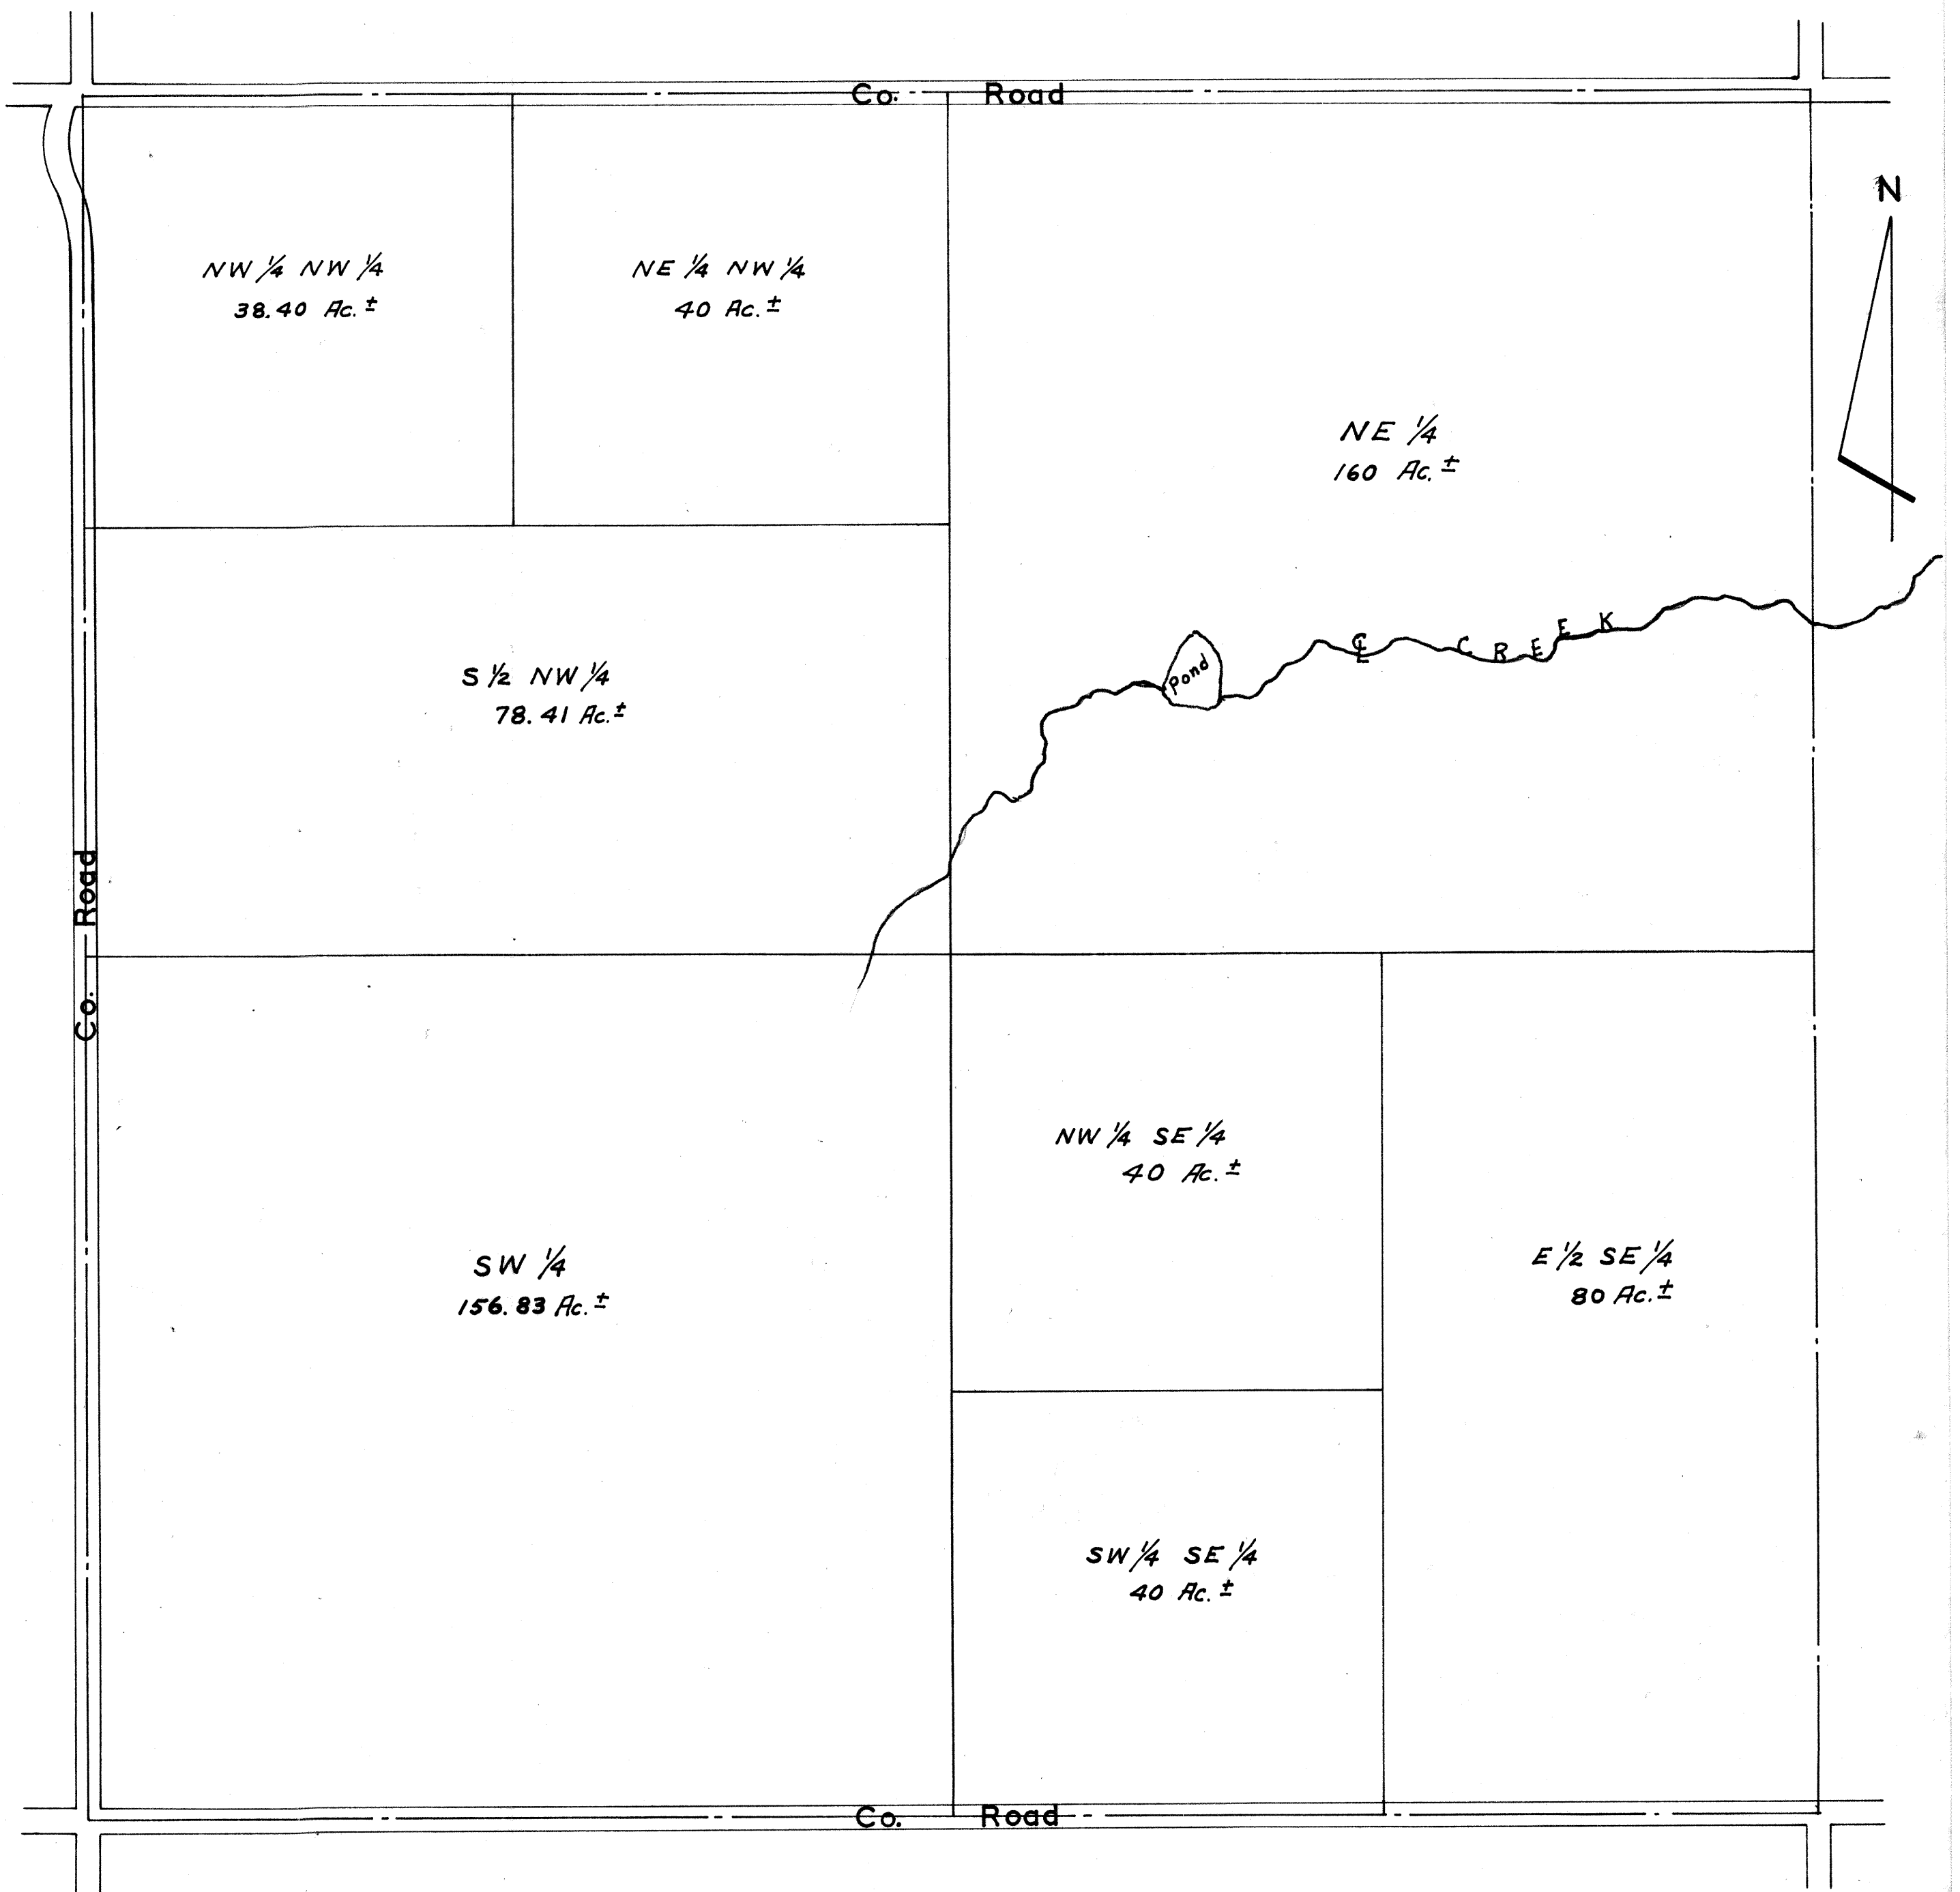 Co. Road
N
NW ¼ NW ¼
38.40 Ac. ±
NE ¼ NW ¼
40 Ac. ±
NE ¼
160 Ac. ±
S ½ NW ¼
78.41 Ac. ±
Pond
℄ CREEK
Co. Road
NW ¼ SE ¼
40 Ac. ±
SW ¼
156.83 Ac. ±
E ½ SE ¼
80 Ac. ±
SW ¼ SE ¼
40 Ac. ±
Co. Road